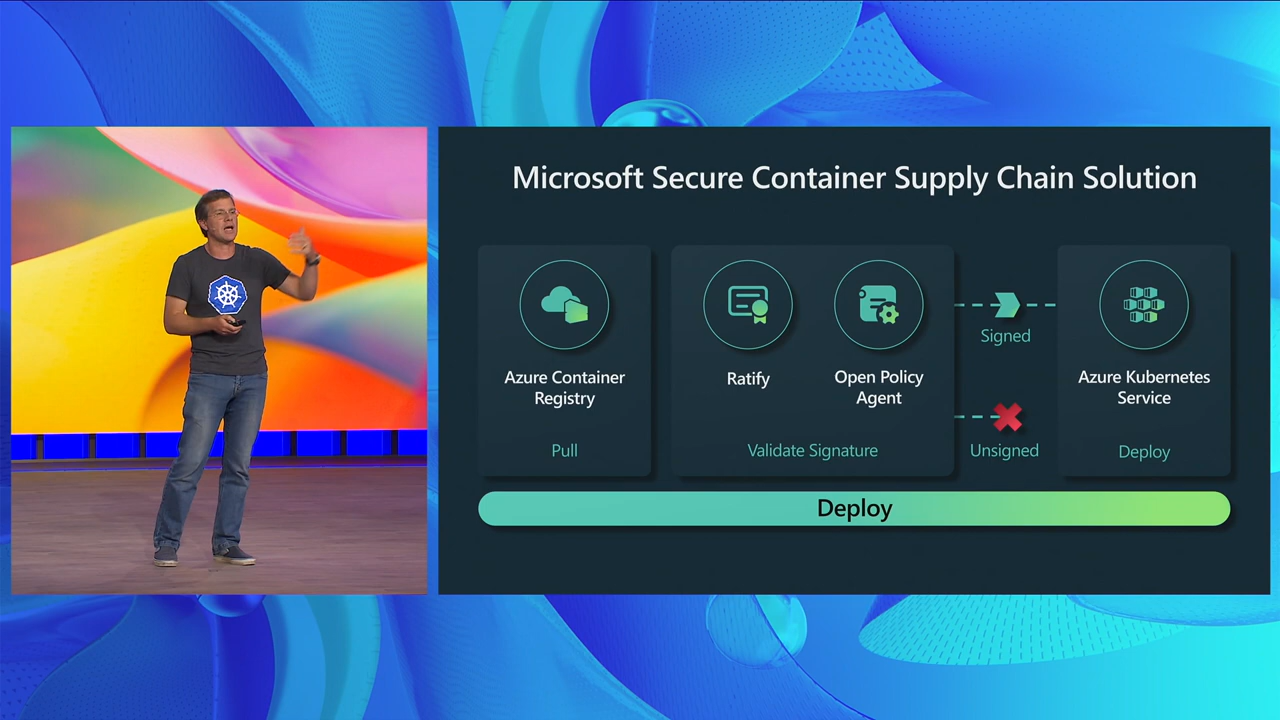 Microsoft Secure Container Supply Chain Solution
Azure Container
Registry
Pull
Ratify
Open Policy
Agent
Validate Signature
Signed
Unsigned
Azure Kubernetes
Service
Deploy
Deploy